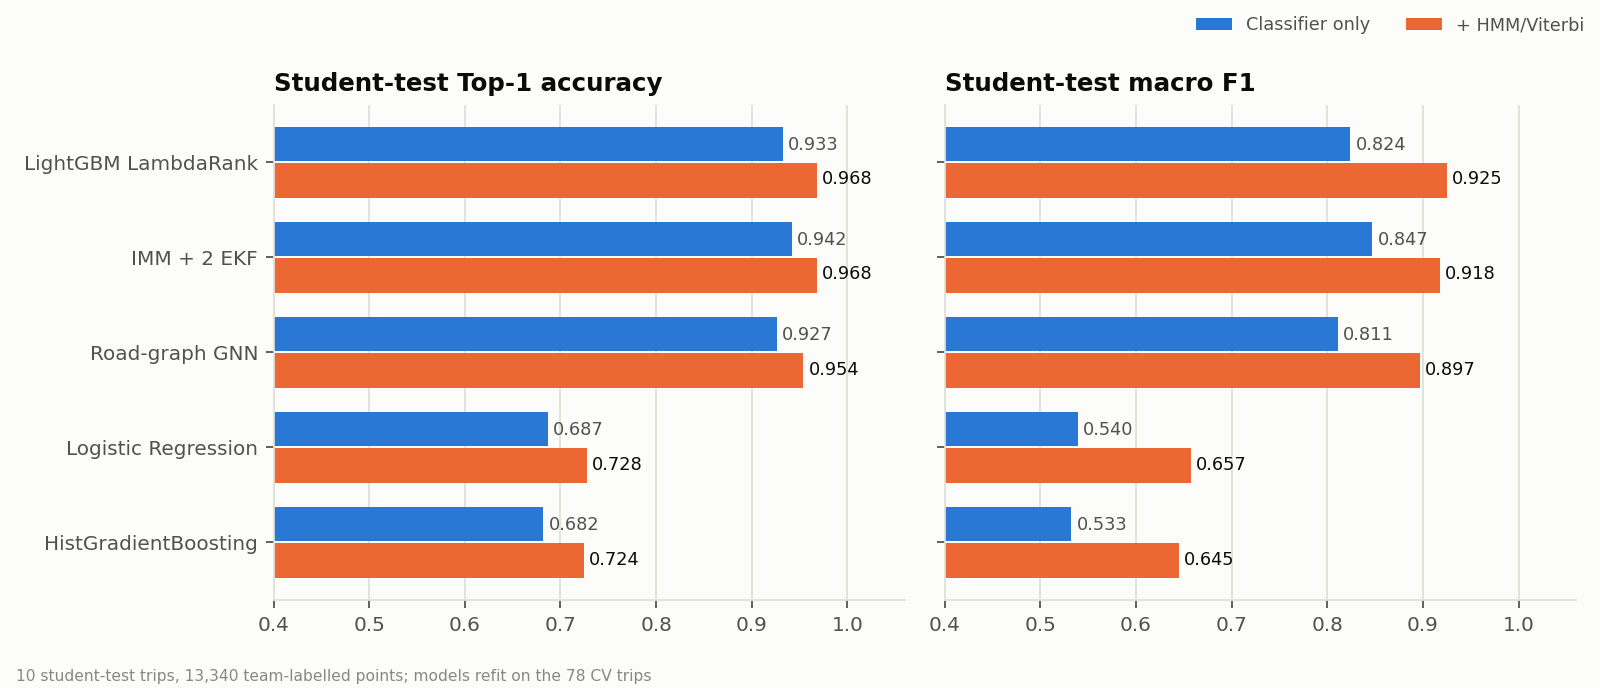 Classifier only + HMM/Viterbi
Student-test Top-1 accuracy
LightGBM LambdaRank
0.933
0.968
IMM + 2 EKF
0.942
0.968
Road-graph GNN
0.927
0.954
Logistic Regression
0.687
0.728
HistGradientBoosting
0.682
0.724
0.4 0.5 0.6 0.7 0.8 0.9 1.0
Student-test macro F1
0.824
0.925
0.847
0.918
0.811
0.897
0.540
0.657
0.533
0.645
0.4 0.5 0.6 0.7 0.8 0.9 1.0
10 student-test trips, 13,340 team-labelled points; models refit on the 78 CV trips